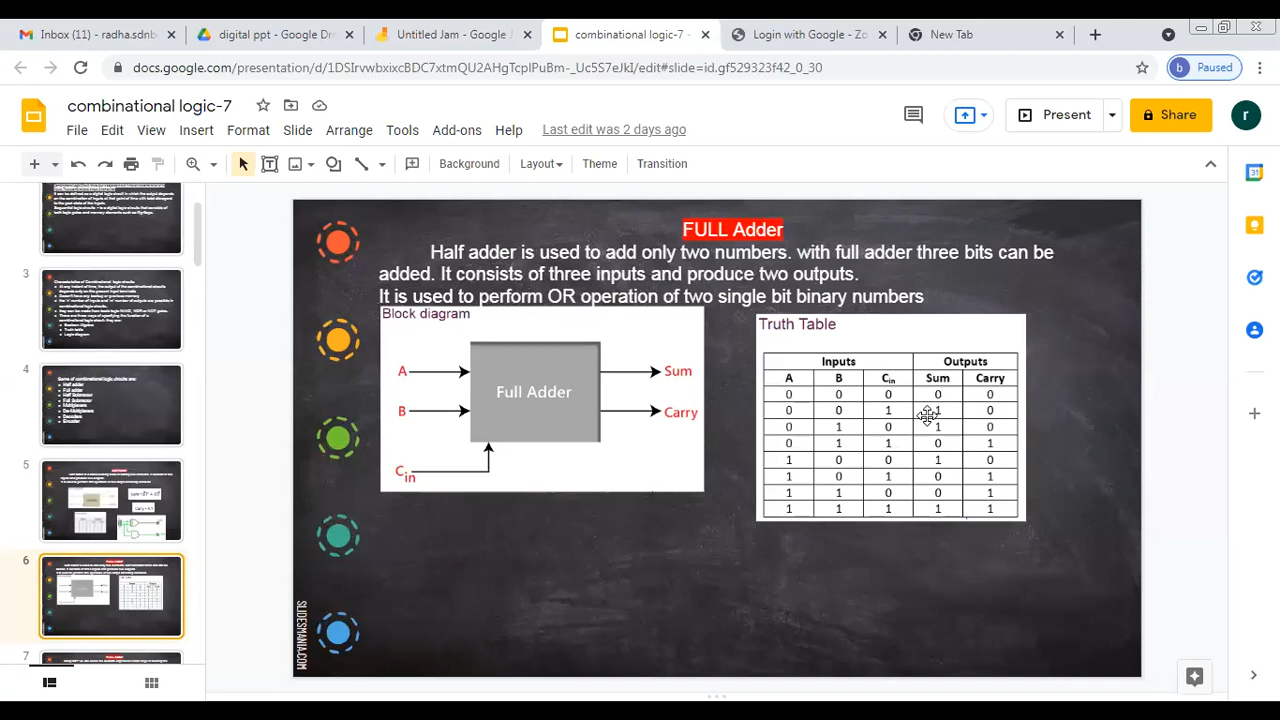 Inbox (11) - radha.sdnb
digital ppt - Google Dr
Untitled Jam - Google J
combinational logic-7 -
Login with Google - Zo
New Tab
docs.google.com/presentation/d/1DSIrvwbxixcBDC7xtmQU2AHqTcnlPuBm-_Uc5S7eJkI/edit#slide=id.gf529323f42_0_30
b Paused
combinational logic-7
File Edit View Insert Format Slide Arrange Tools Add-ons Help Last edit was 2 days ago
Present
Share
r
Background Layout Theme Transition
31
3
4
5
6
7
FULL Adder
Half adder is used to add only two numbers. with full adder three bits can be
added. It consists of three inputs and produce two outputs.
It is used to perform OR operation of two single bit binary numbers
Block diagram
A
B
Cin
Full Adder
Sum
Carry
Truth Table
Inputs Outputs
A B Cin Sum Carry
0 0 0 0 0
0 0 1 1 0
0 1 0 1 0
0 1 1 0 1
1 0 0 1 0
1 0 1 0 1
1 1 0 0 1
1 1 1 1 1
SLIDESMANIA.COM